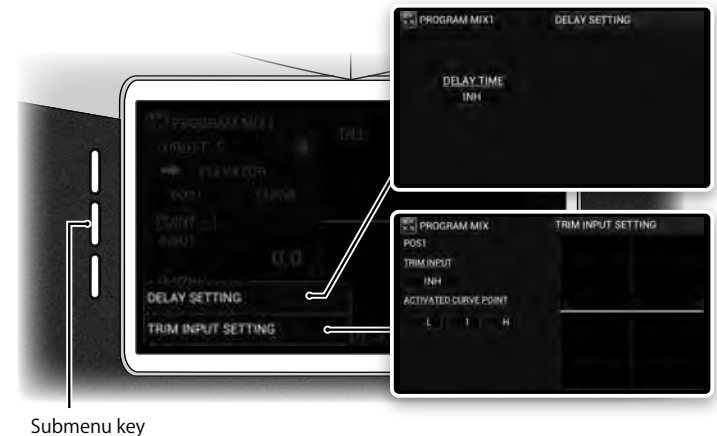 PROGRAM MIX1
DELAY SETTING
DELAY TIME
INH
PROGRAM MIX1
ELEVATOR
POS1
0.0
DELAY SETTING
TRIM INPUT SETTING
PROGRAM MIX
TRIM INPUT SETTING
POS1
TRIM INPUT
INH
ACTIVATED CURVE POINT
L 1 H
Submenu key